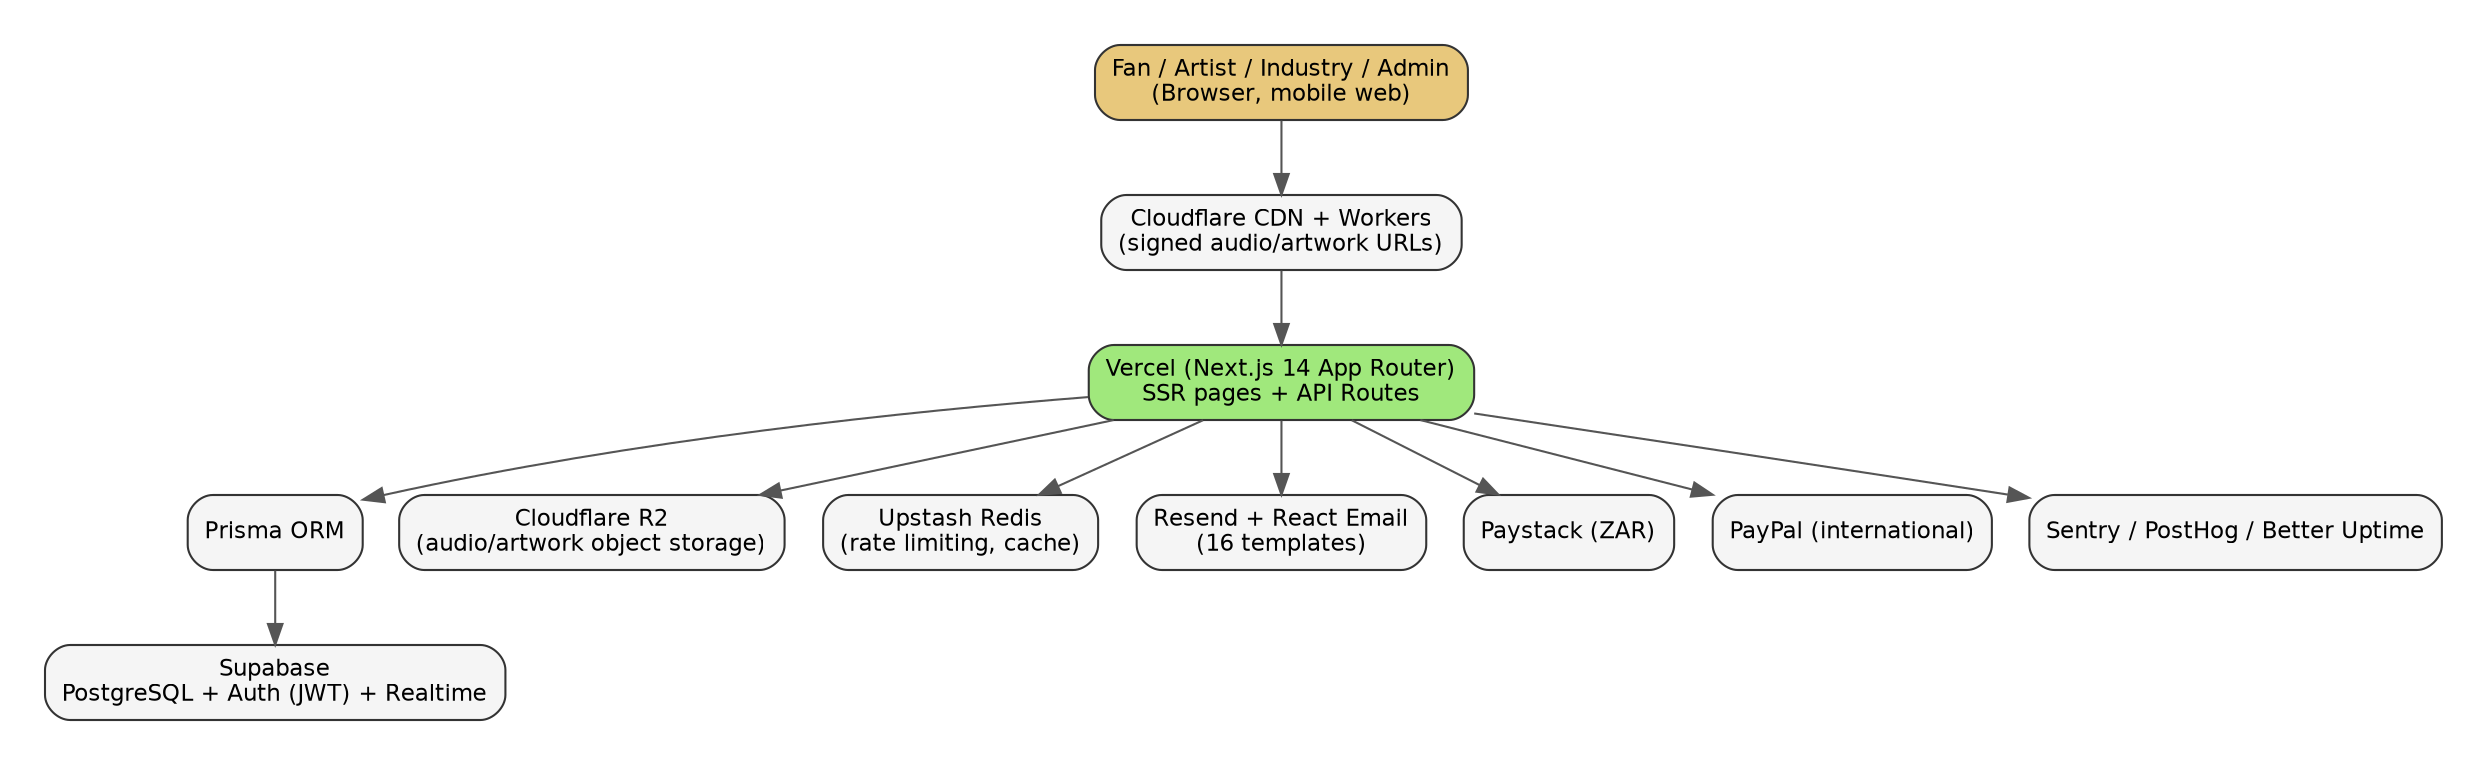 Fan / Artist / Industry / Admin
(Browser, mobile web)
Cloudflare CDN + Workers
(signed audio/artwork URLs)
Vercel (Next.js 14 App Router)
SSR pages + API Routes
Prisma ORM
Cloudflare R2
(audio/artwork object storage)
Upstash Redis
(rate limiting, cache)
Resend + React Email
(16 templates)
Paystack (ZAR)
PayPal (international)
Sentry / PostHog / Better Uptime
Supabase
PostgreSQL + Auth (JWT) + Realtime